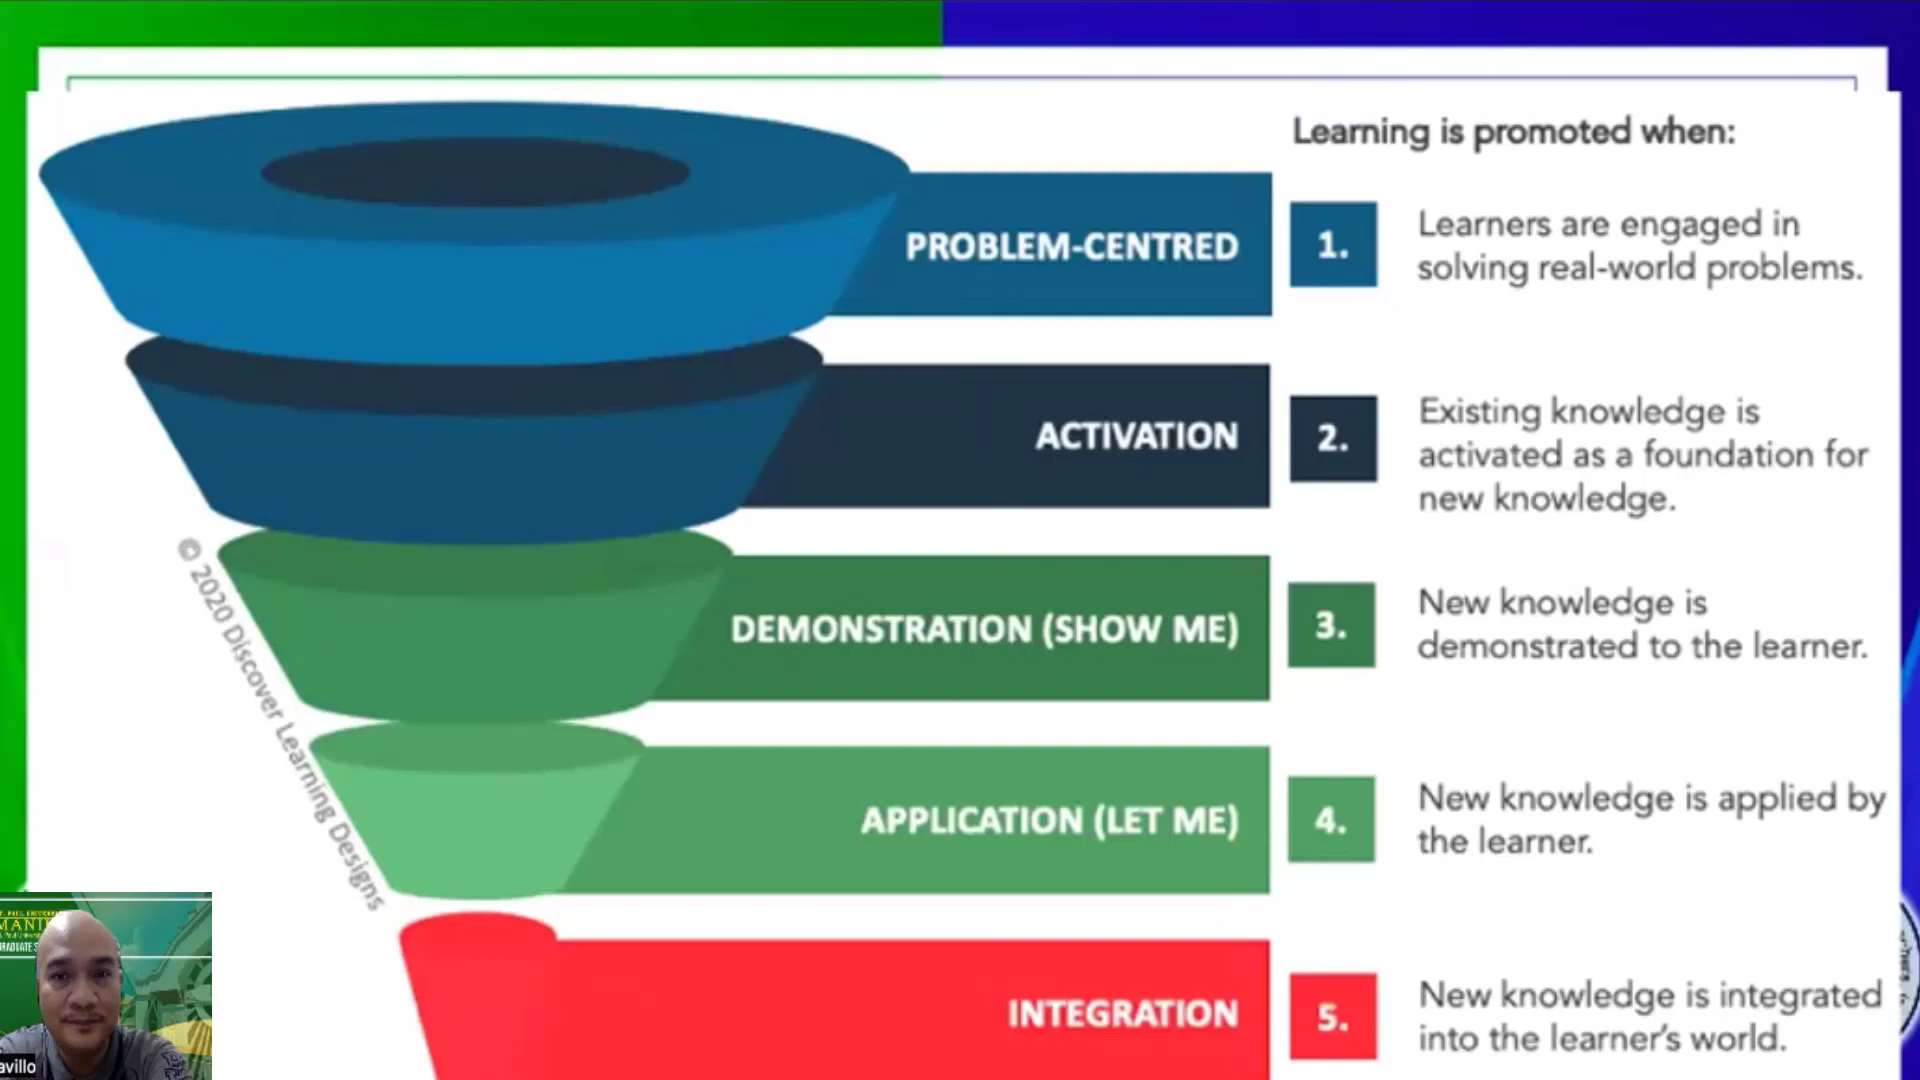 Learning is promoted when:
PROBLEM-CENTRED
1.
Learners are engaged in
solving real-world problems.
ACTIVATION
2.
Existing knowledge is
activated as a foundation for
new knowledge.
DEMONSTRATION (SHOW ME)
3.
New knowledge is
demonstrated to the learner.
APPLICATION (LET ME)
4.
New knowledge is applied by
the learner.
INTEGRATION
5.
New knowledge is integrated
into the learner's world.
© 2020 Discover Learning Designs
avillo